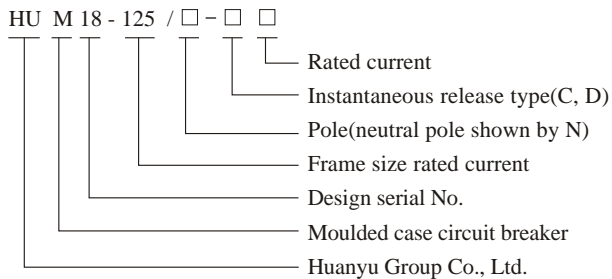 HU M 18 - 125 / □ - □ □
Rated current
Instantaneous release type(C, D)
Pole(neutral pole shown by N)
Frame size rated current
Design serial No.
Moulded case circuit breaker
Huanyu Group Co., Ltd.